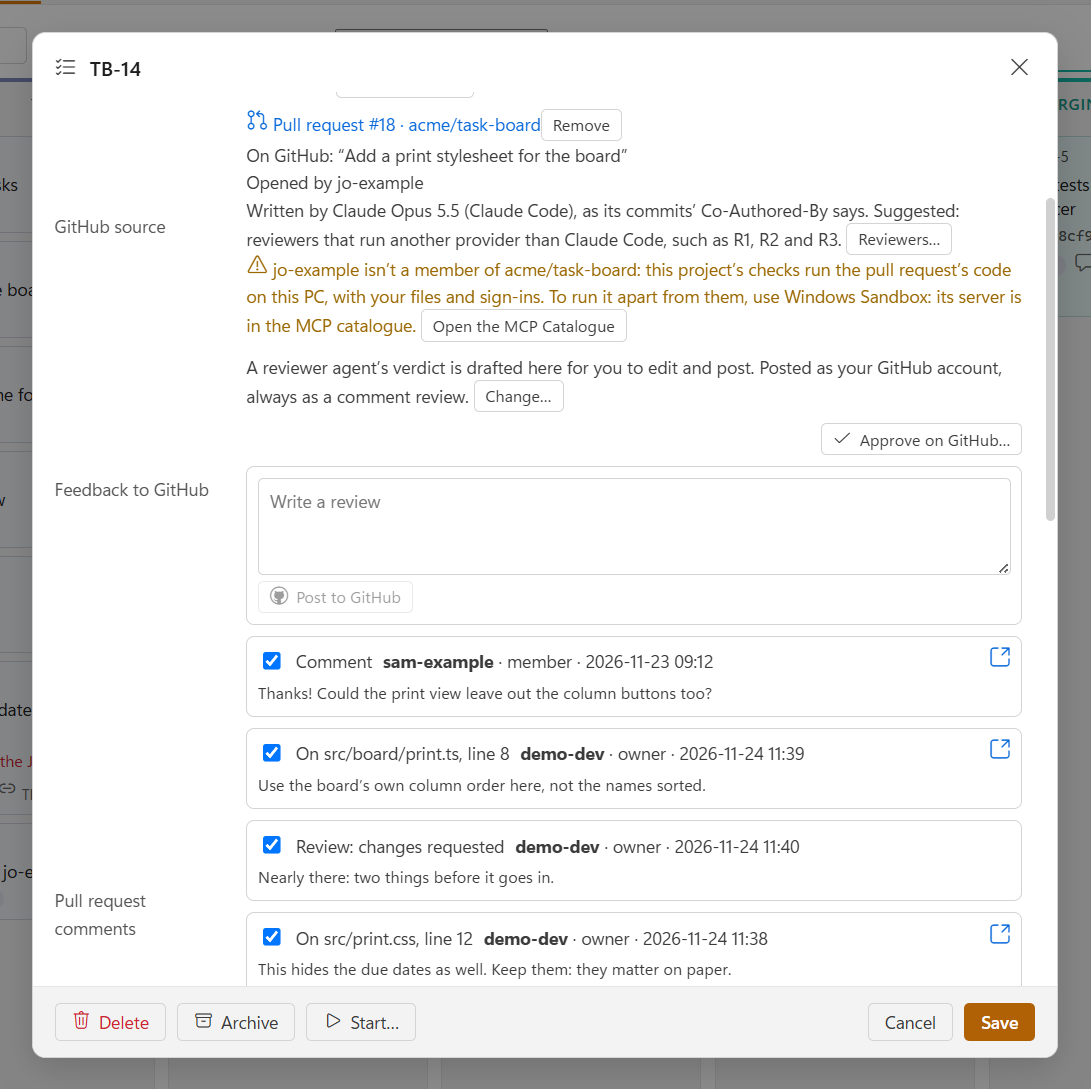 TB-14
Pull request #18 · acme/task-board
Remove
On GitHub: “Add a print stylesheet for the board”
Opened by jo-example
GitHub source
Written by Claude Opus 5.5 (Claude Code), as its commits’ Co-Authored-By says. Suggested:
reviewers that run another provider than Claude Code, such as R1, R2 and R3.
Reviewers...
jo-example isn’t a member of acme/task-board: this project’s checks run the pull request’s code
on this PC, with your files and sign-ins. To run it apart from them, use Windows Sandbox: its server is
in the MCP catalogue.
Open the MCP Catalogue
A reviewer agent’s verdict is drafted here for you to edit and post. Posted as your GitHub account,
always as a comment review.
Change...
Approve on GitHub...
Feedback to GitHub
Write a review
Post to GitHub
Comment sam-example · member · 2026-11-23 09:12
Thanks! Could the print view leave out the column buttons too?
On src/board/print.ts, line 8 demo-dev · owner · 2026-11-24 11:39
Use the board’s own column order here, not the names sorted.
Review: changes requested demo-dev · owner · 2026-11-24 11:40
Nearly there: two things before it goes in.
Pull request
comments
On src/print.css, line 12 demo-dev · owner · 2026-11-24 11:38
This hides the due dates as well. Keep them: they matter on paper.
Delete
Archive
Start...
Cancel
Save